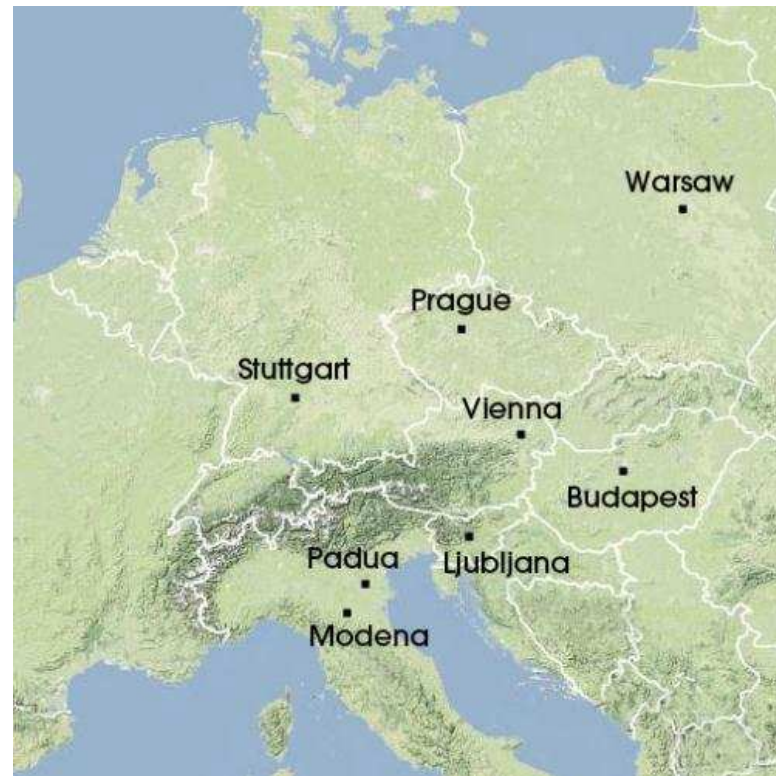 Warsaw
Prague
Stuttgart
Vienna
Budapest
Padua
Ljubljana
Modena